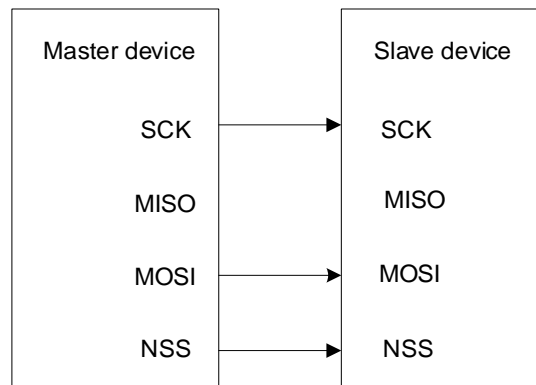 Master device
SCK
MISO
MOSI
NSS
Slave device
SCK
MISO
MOSI
NSS